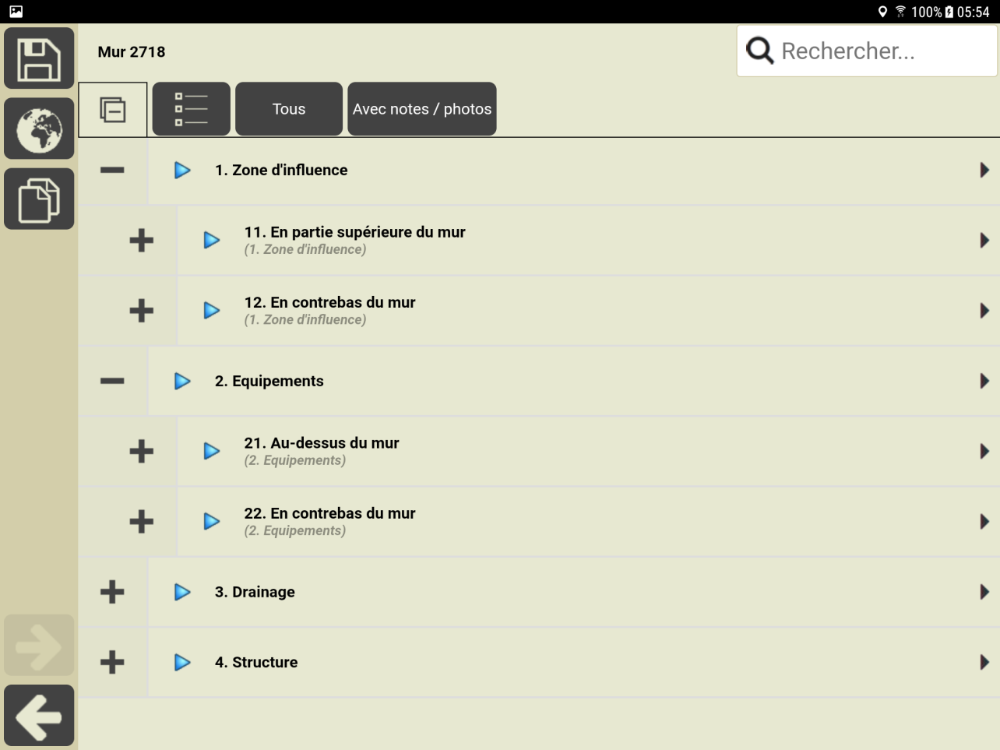 100% 05:54
Mur 2718
Rechercher...
Tous
Avec notes / photos
1. Zone d'influence
11. En partie supérieure du mur
(1. Zone d'influence)
12. En contrebas du mur
(1. Zone d'influence)
2. Equipements
21. Au-dessus du mur
(2. Equipements)
22. En contrebas du mur
(2. Equipements)
3. Drainage
4. Structure